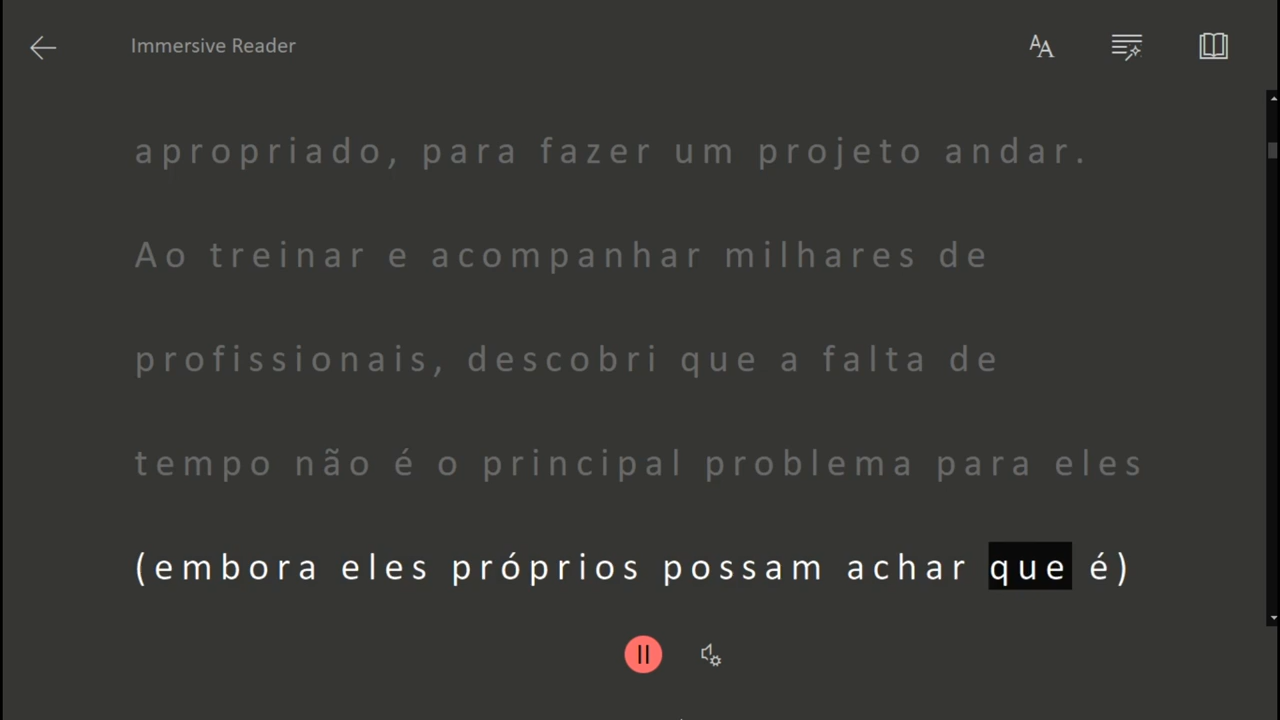 Immersive Reader
apropriado, para fazer um projeto andar.
Ao treinar e acompanhar milhares de
profissionais, descobri que a falta de
tempo não é o principal problema para eles
(embora eles próprios possam achar que é)